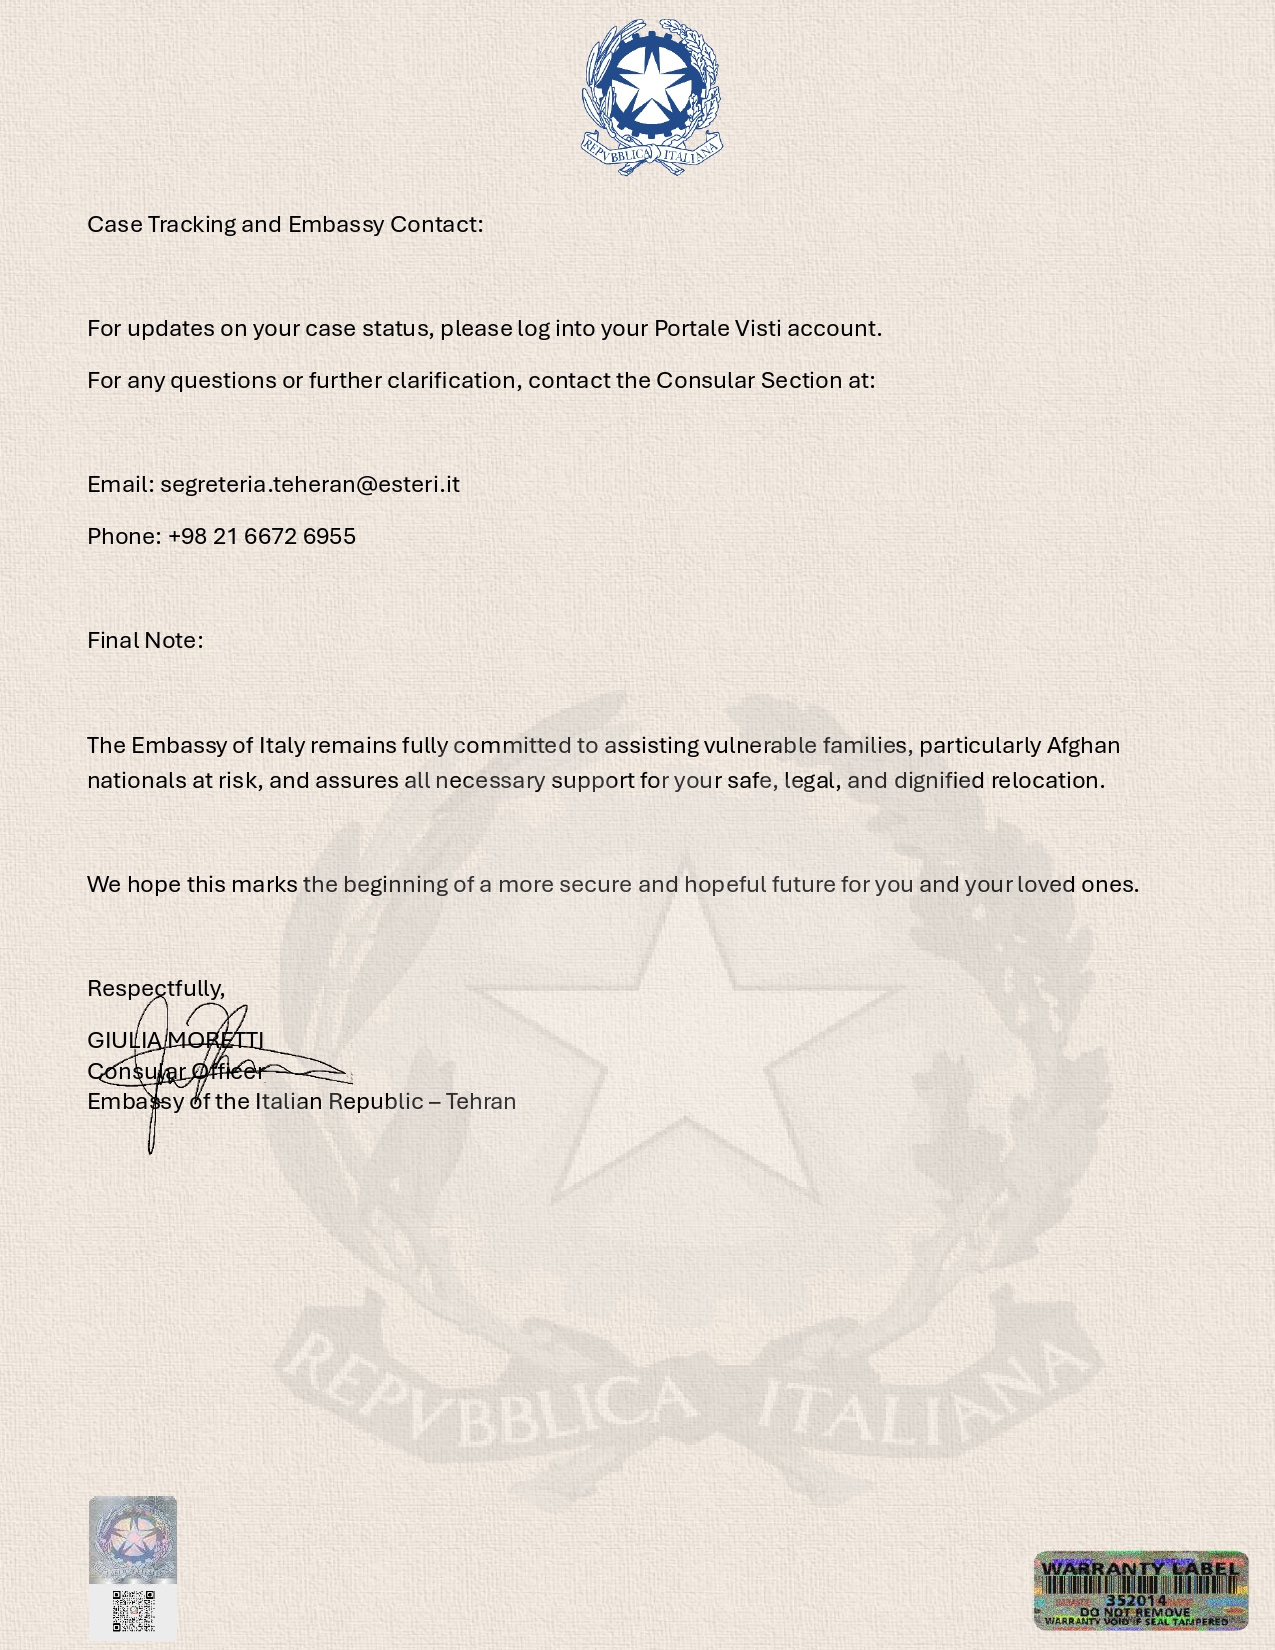 REPVBBLICA ITALIANA
Case Tracking and Embassy Contact:
For updates on your case status, please log into your Portale Visti account.
For any questions or further clarification, contact the Consular Section at:
Email: segreteria.teheran@esteri.it
Phone: +98 21 6672 6955
Final Note:
The Embassy of Italy remains fully committed to assisting vulnerable families, particularly Afghan
nationals at risk, and assures all necessary support for your safe, legal, and dignified relocation.
We hope this marks the beginning of a more secure and hopeful future for you and your loved ones.
Respectfully,
GIULIA MORETTI
Consular Officer
Embassy of the Italian Republic – Tehran
REPVBBLICA ITALIANA
WARRANTY LABEL
352014
DO NOT REMOVE
WARRANTY VOID IF SEAL TAMPERED